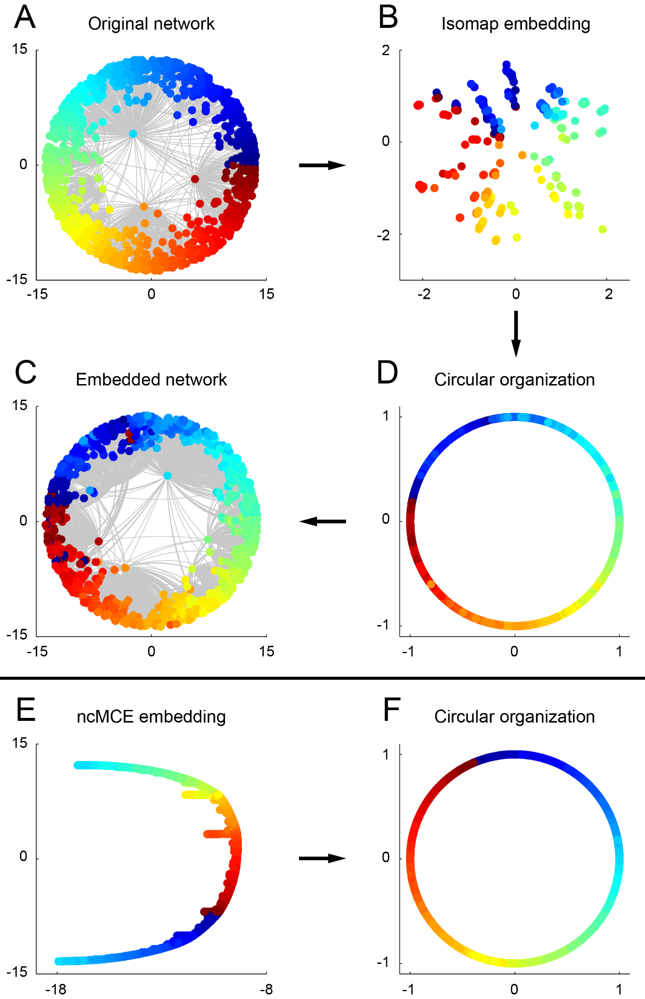 A
Original network
15
0
-15
-15
0
15
B
Isomap embedding
2
0
-2
-2
0
2
C
Embedded network
15
0
-15
-15
0
15
D
Circular organization
1
0
-1
-1
0
1
E
ncMCE embedding
15
0
-15
-18
-8
F
Circular organization
1
0
-1
-1
0
1